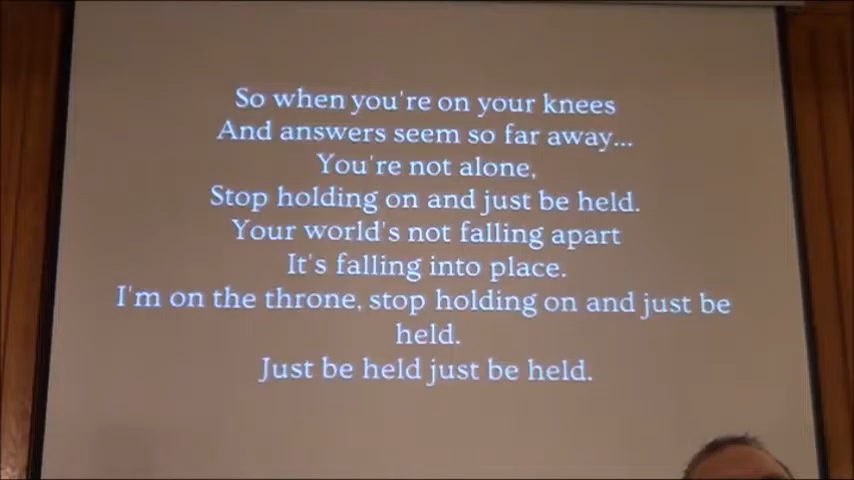 So when you're on your knees
And answers seem so far away...
You're not alone,
Stop holding on and just be held.
Your world's not falling apart
It's falling into place.
I'm on the throne, stop holding on and just be
held.
Just be held just be held.